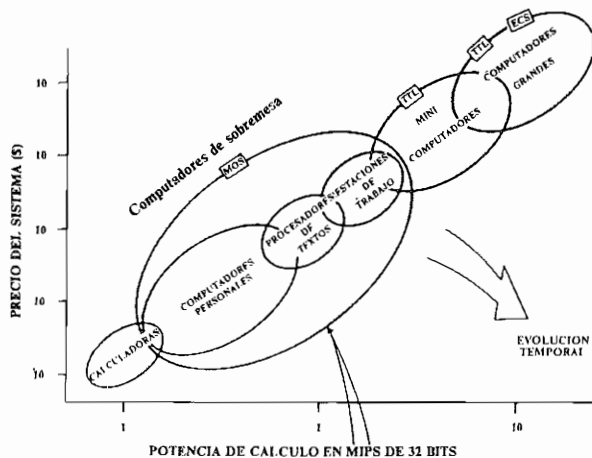 ECS
TTL
COMPUTADORES
GRANDES
TTL
MINI
COMPUTADORES
Computadores de sobremesa
MOS
ESTACIONES
DE
TRABAJO
PROCESADORES
DE
TEXTOS
COMPUTADORES
PERSONALES
CALCULADORAS
EVOLUCION
TEMPORAL
PRECIO DEL SISTEMA ($)
10
10
10
10
10
1
1
10
POTENCIA DE CALCULO EN MIPS DE 32 BITS